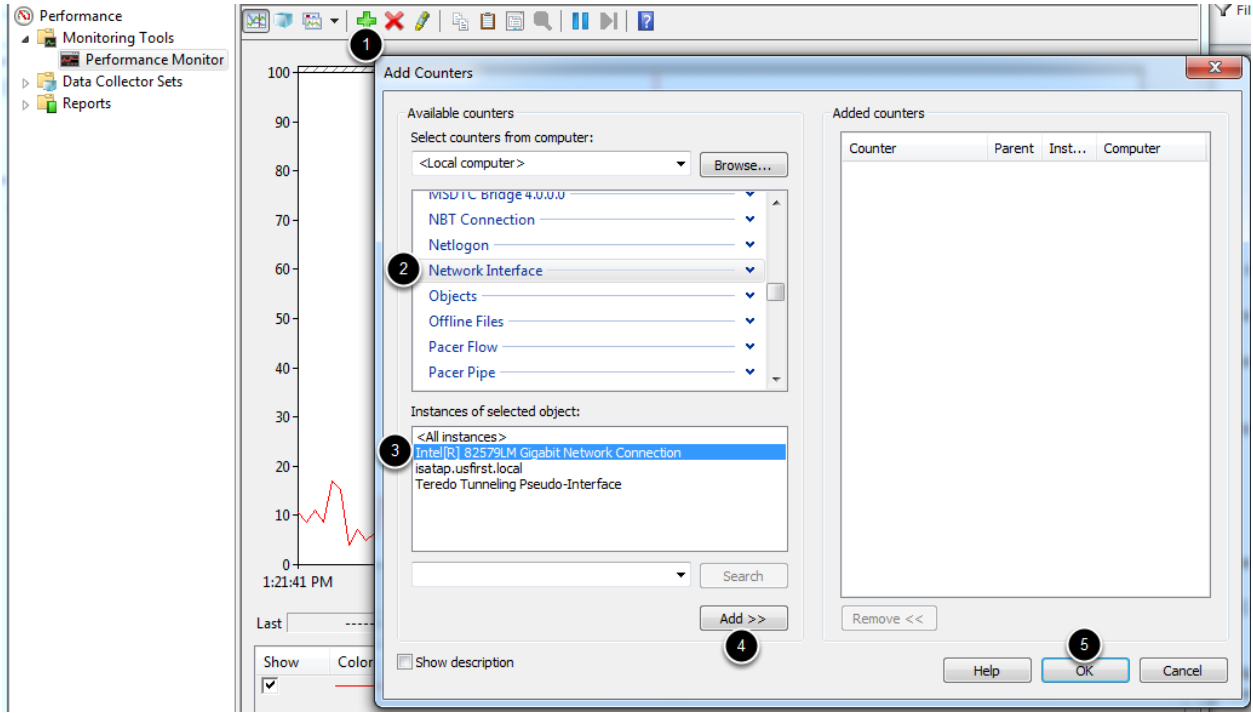 Performance
Monitoring Tools
Performance Monitor
Data Collector Sets
Reports
Fil
1
100
90
80
70
60
50
40
30
20
10
0
1:21:41 PM
Last -----
Show Color
Add Counters
Available counters
Select counters from computer:
<Local computer>
Browse...
MSDTC Bridge 4.0.0.0
NBT Connection
Netlogon
2 Network Interface
Objects
Offline Files
Pacer Flow
Pacer Pipe
Instances of selected object:
<All instances>
3 Intel[R] 82579LM Gigabit Network Connection
isatap.usfirst.local
Teredo Tunneling Pseudo-Interface
Search
Add >>
4
Show description
Added counters
Counter Parent Inst... Computer
Remove <<
5
Help OK Cancel